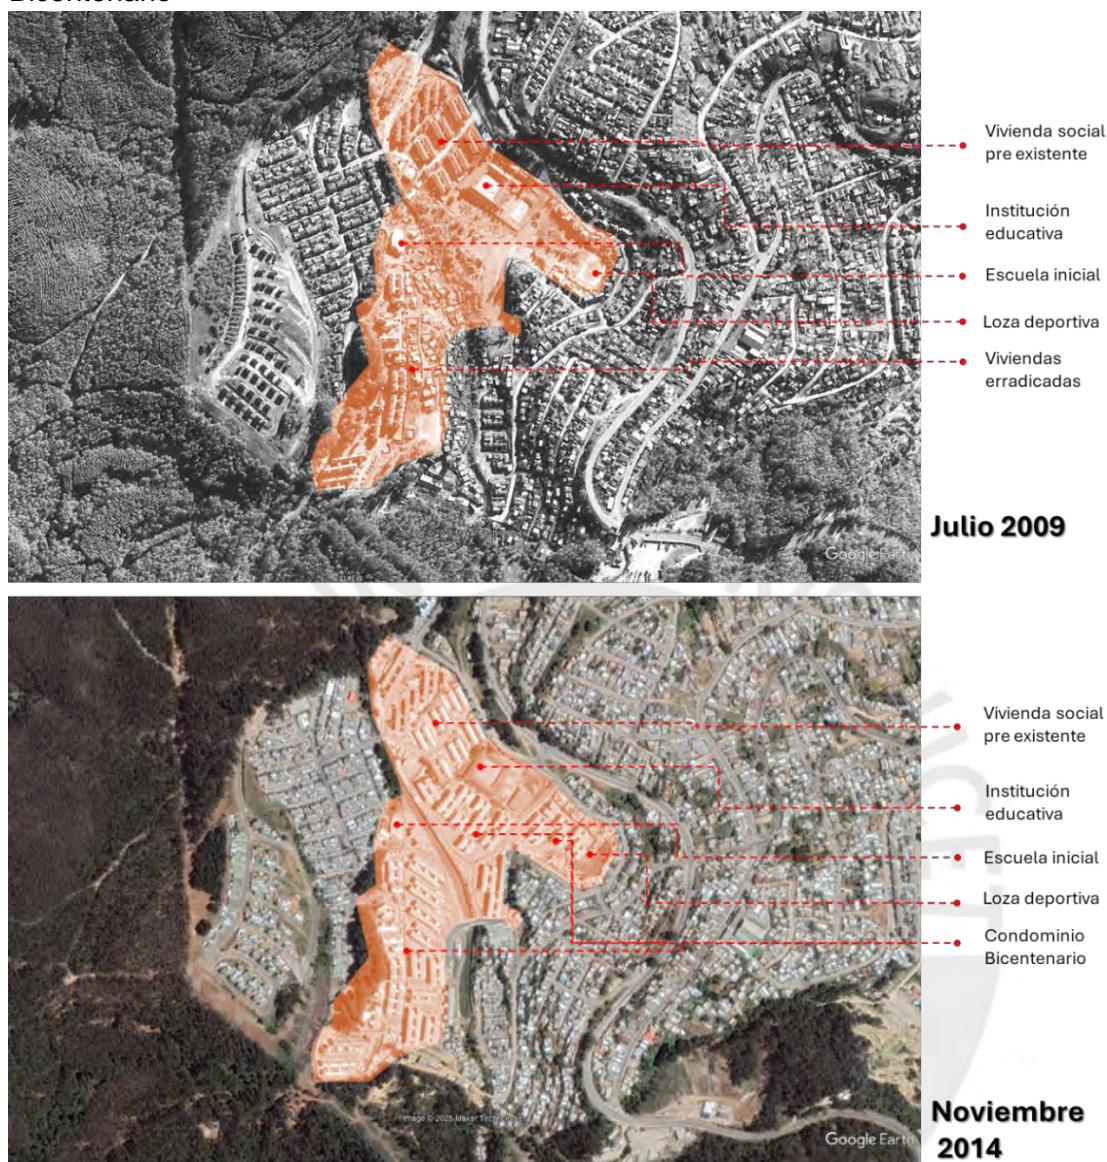 Bicentenario
Vivienda social
pre existente
Institución
educativa
Escuela inicial
Loza deportiva
Viviendas
erradicadas
Julio 2009
Google Earth
Vivienda social
pre existente
Institución
educativa
Escuela inicial
Loza deportiva
Condominio
Bicentenario
Image © 2025 Maxar Technologies
Google Earth
Noviembre
2014